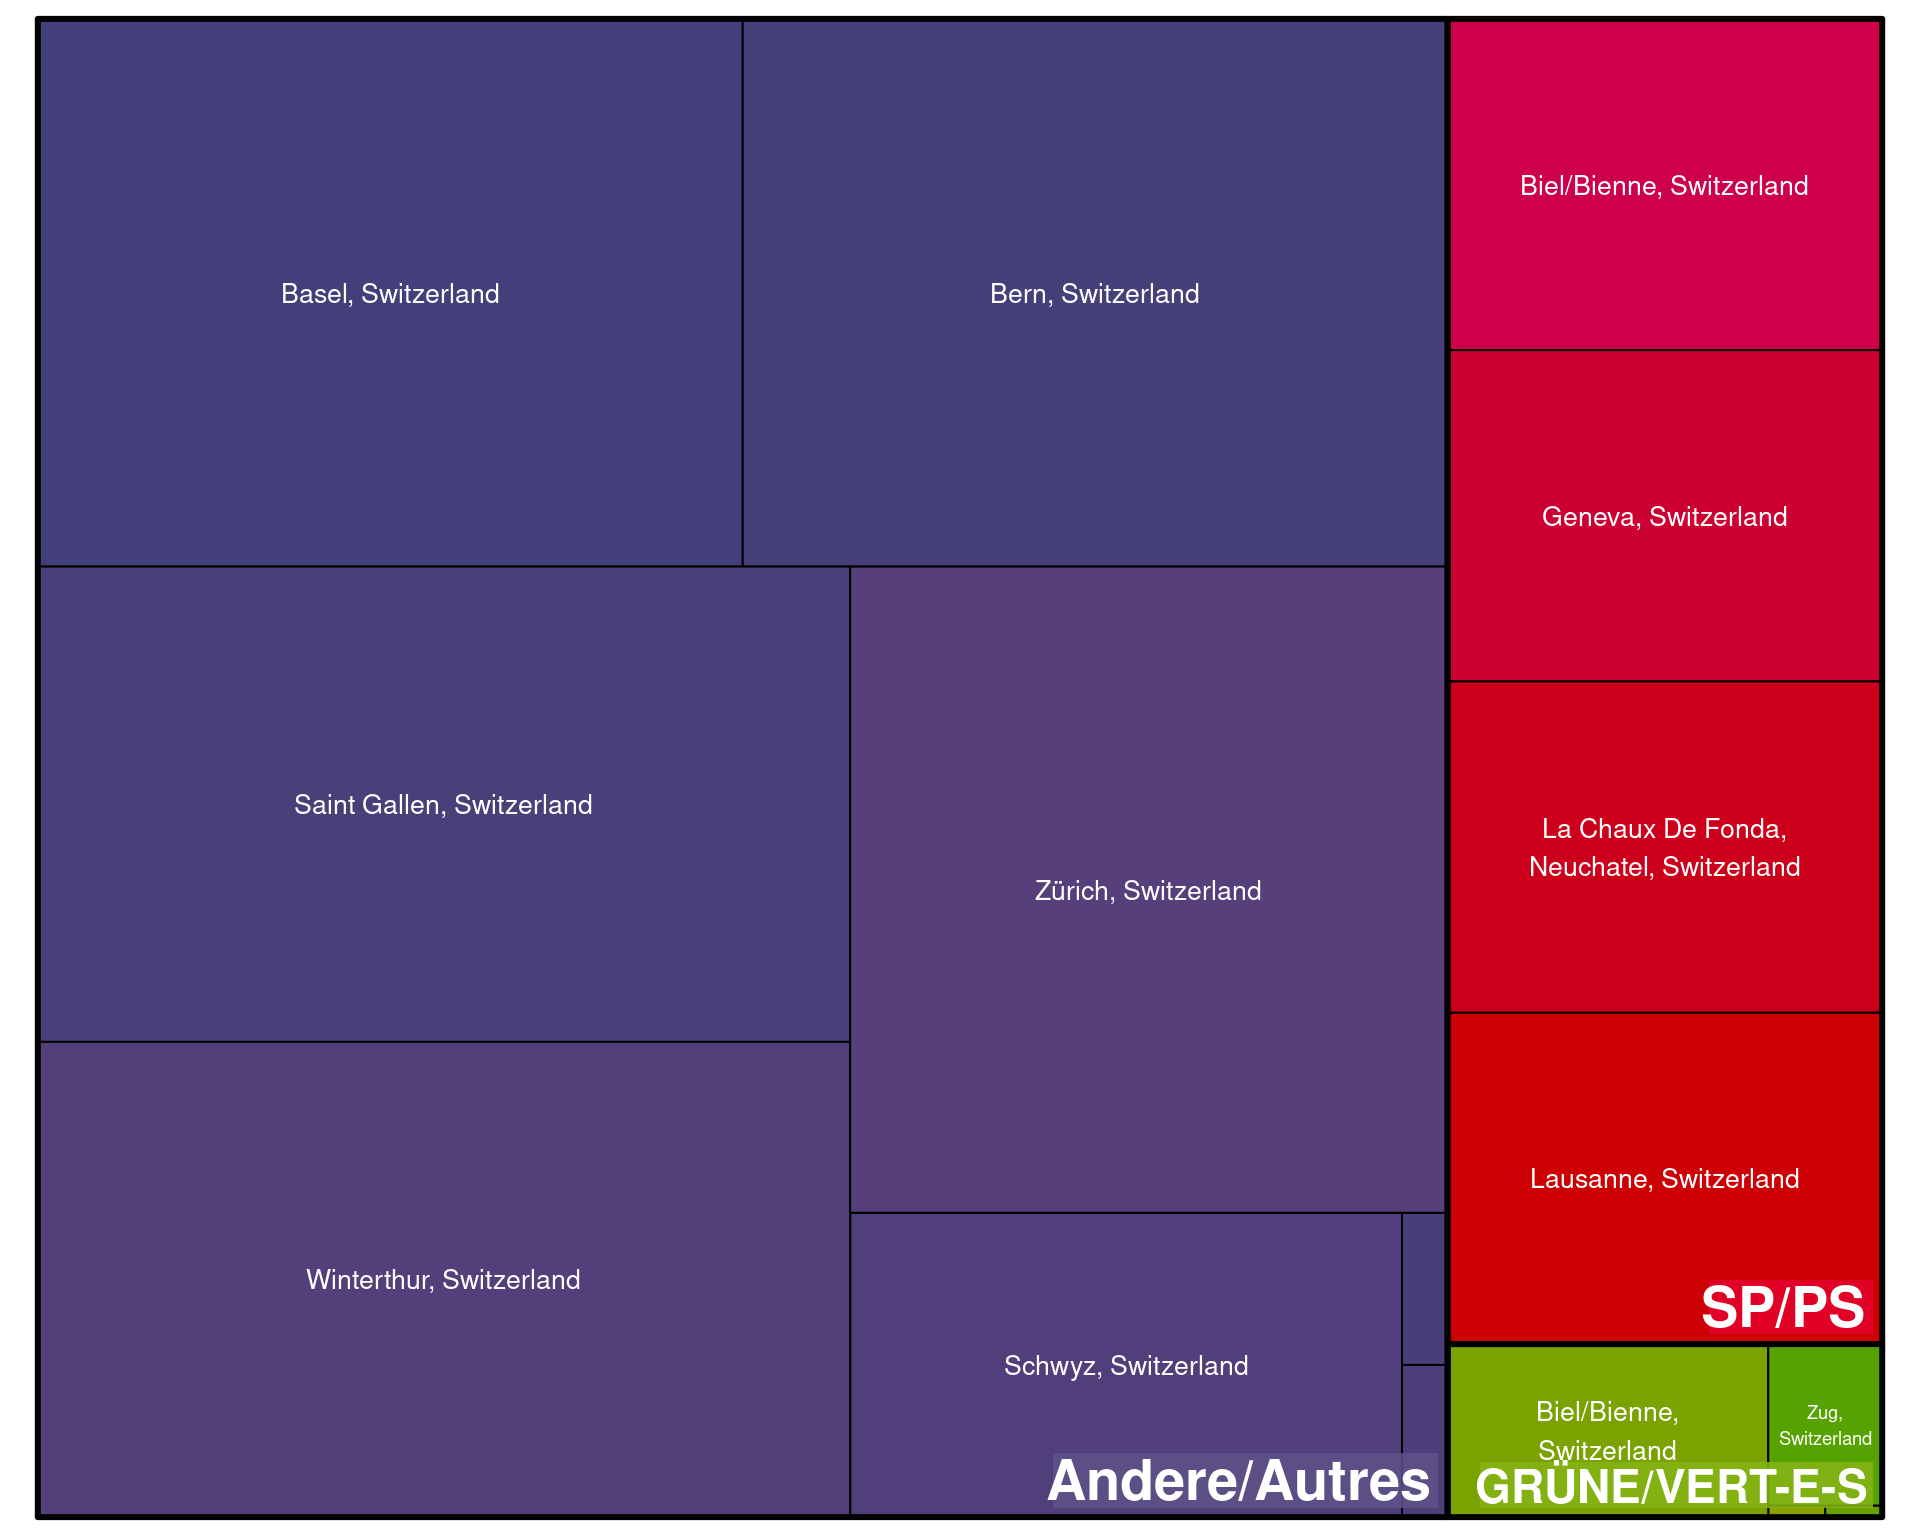 Basel, Switzerland
Bern, Switzerland
Saint Gallen, Switzerland
Zürich, Switzerland
Winterthur, Switzerland
Schwyz, Switzerland
Andere/Autres
Biel/Bienne, Switzerland
Geneva, Switzerland
La Chaux De Fonda,
Neuchatel, Switzerland
Lausanne, Switzerland
SP/PS
Biel/Bienne,
Switzerland
Zug,
Switzerland
GRÜNE/VERT-E-S